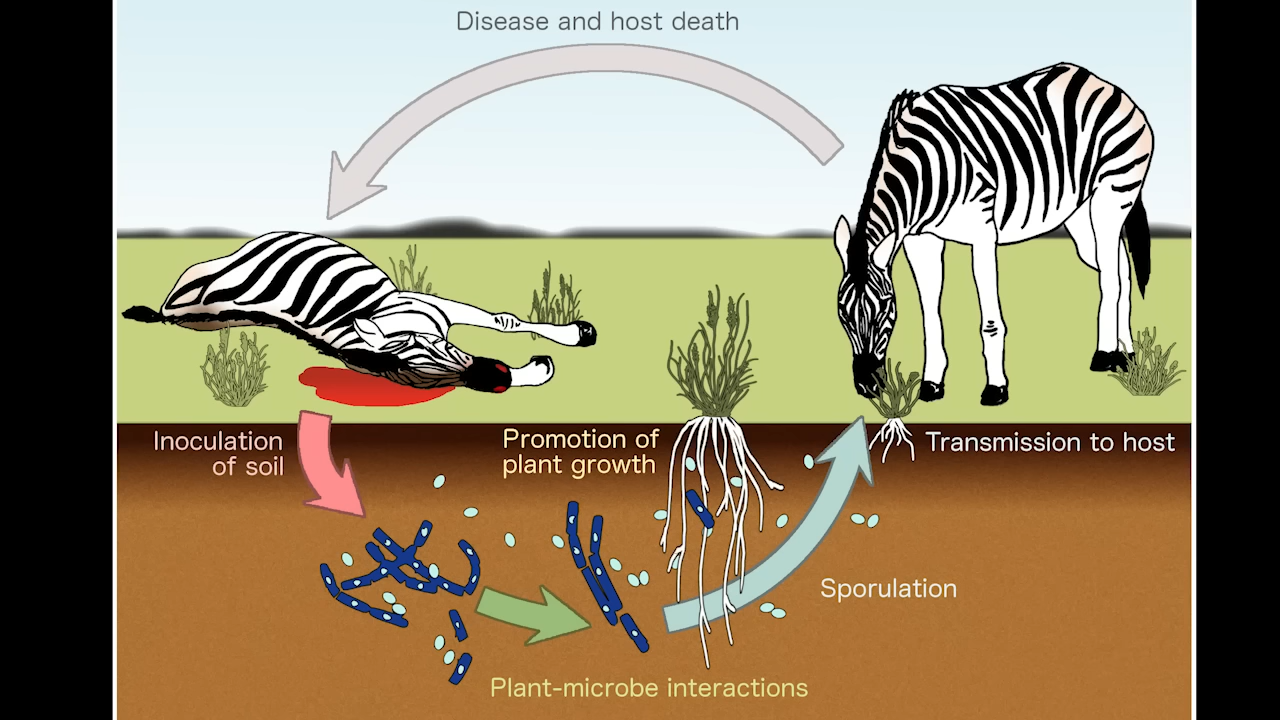 Disease and host death
Inoculation
of soil
Promotion of
plant growth
Transmission to host
Sporulation
Plant-microbe interactions